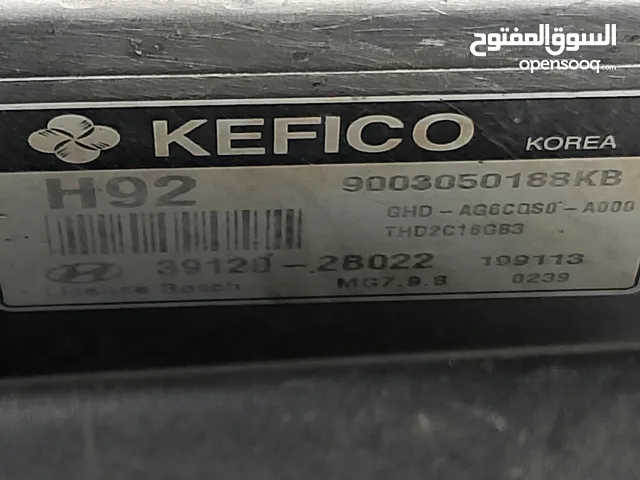 السوق المفتوح
opensooq.com
KEFICO KOREA
H92 9003050188KB
GHD-AG6CQS0-A000
THD2C16GB3
39120-2B022 199113
License Bosch MG7.9.8 0239